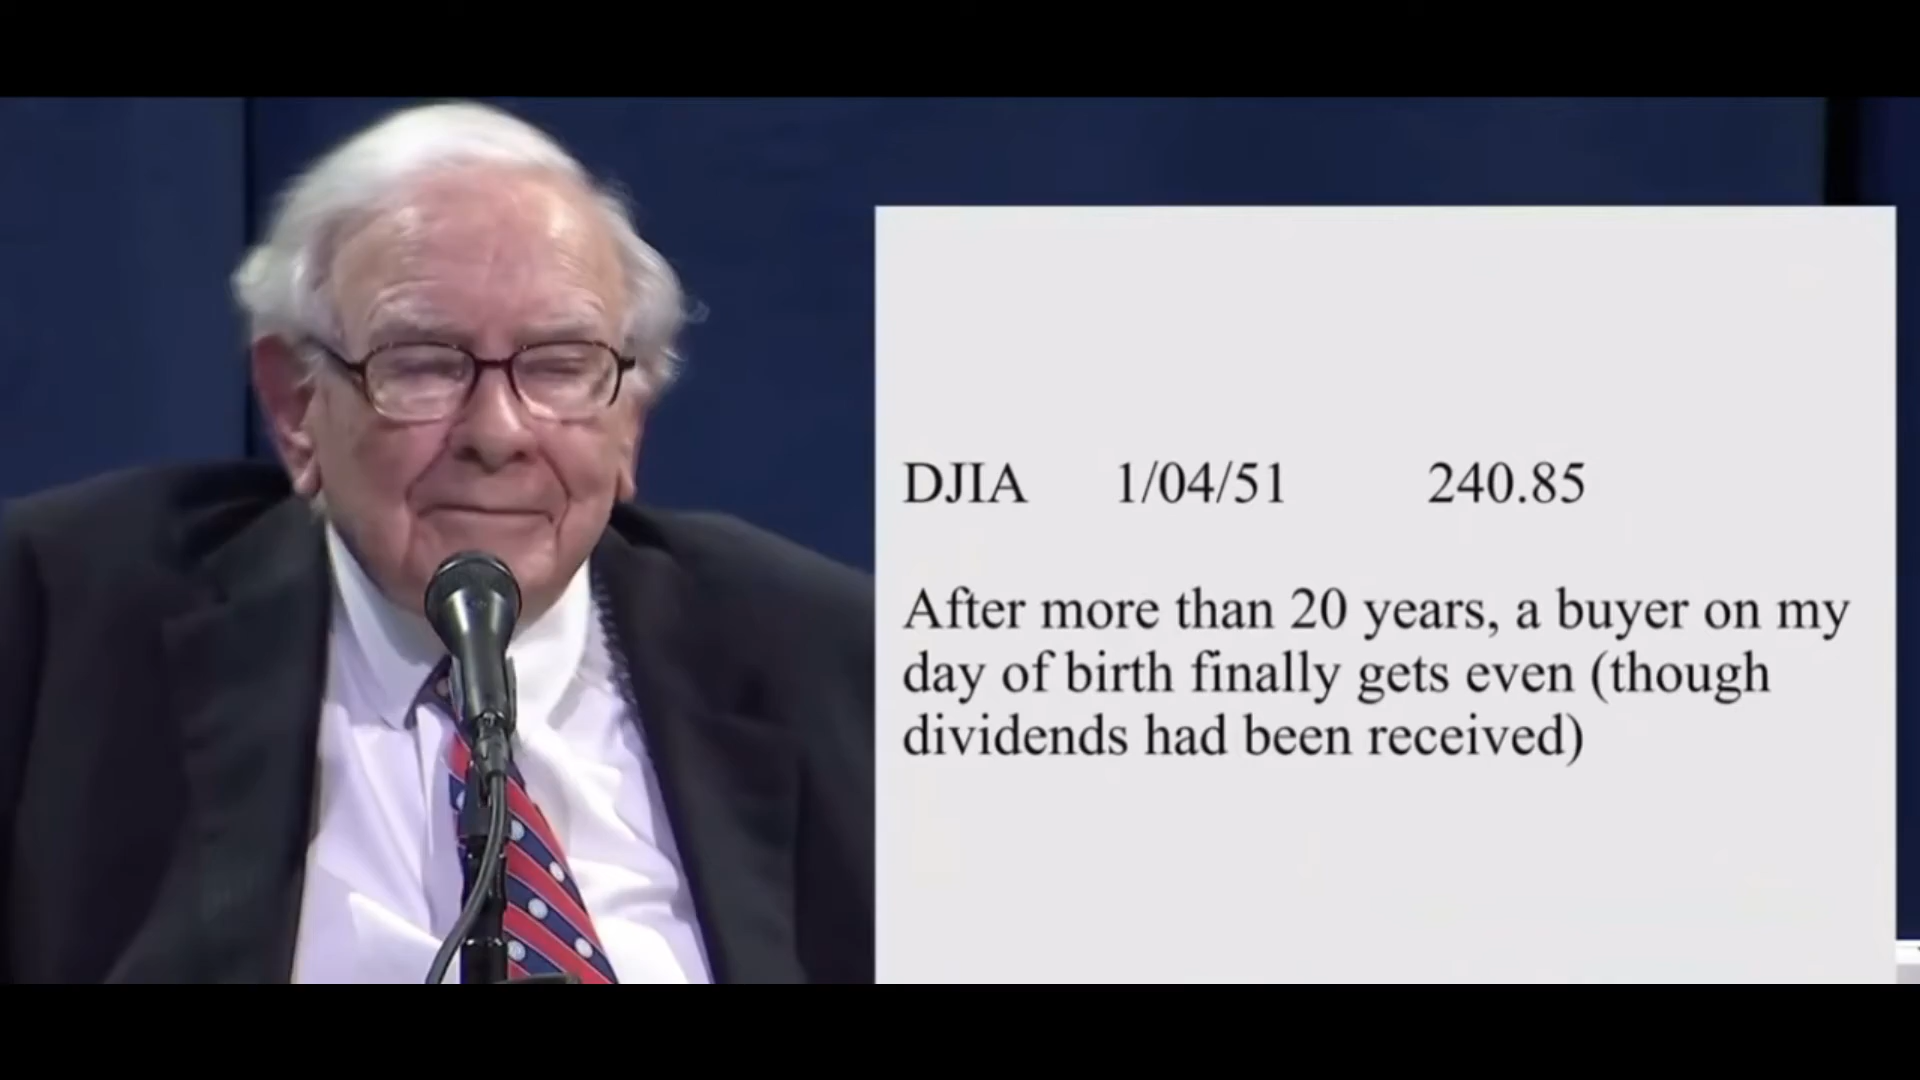 DJIA 1/04/51 240.85
After more than 20 years, a buyer on my
day of birth finally gets even (though
dividends had been received)